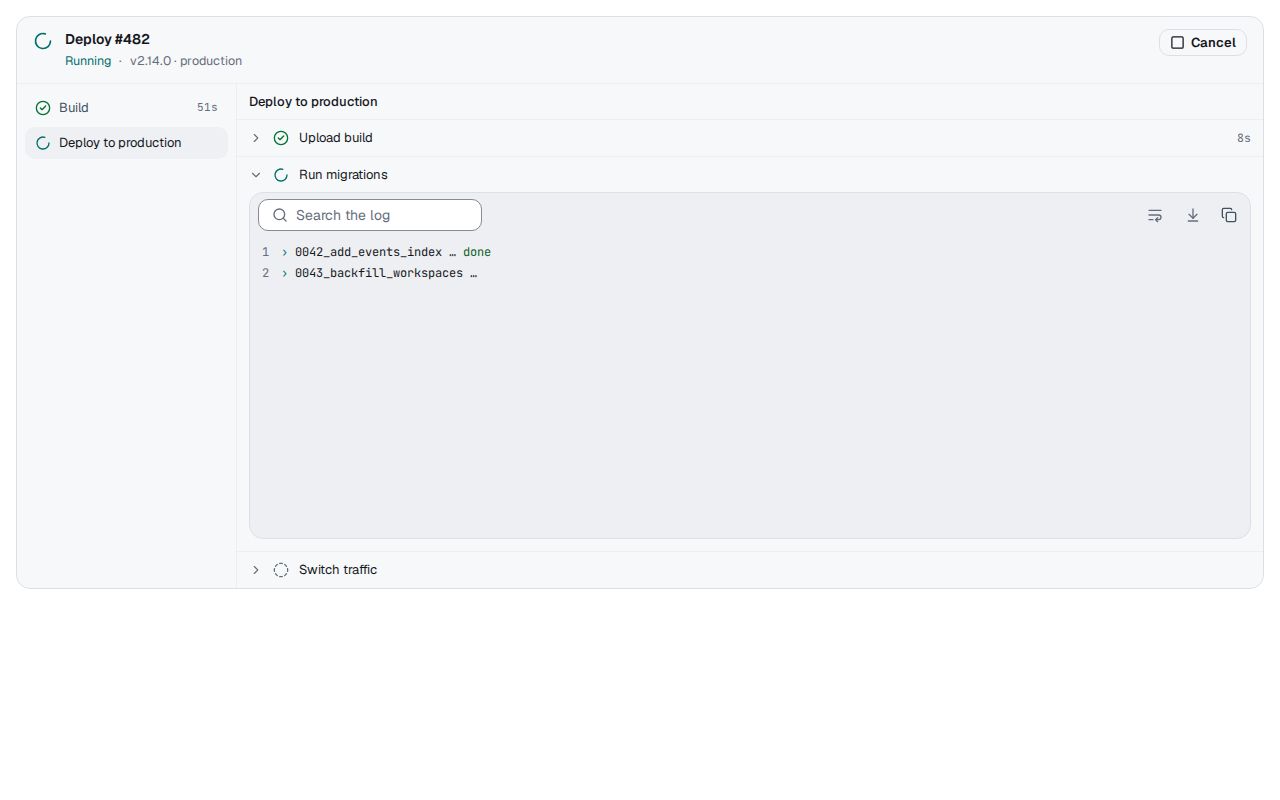 Deploy #482
Running · v2.14.0 · production
Cancel
Build 51s
Deploy to production
Deploy to production
Upload build 8s
Run migrations
Search the log
1 › 0042_add_events_index … done
2 › 0043_backfill_workspaces …
Switch traffic